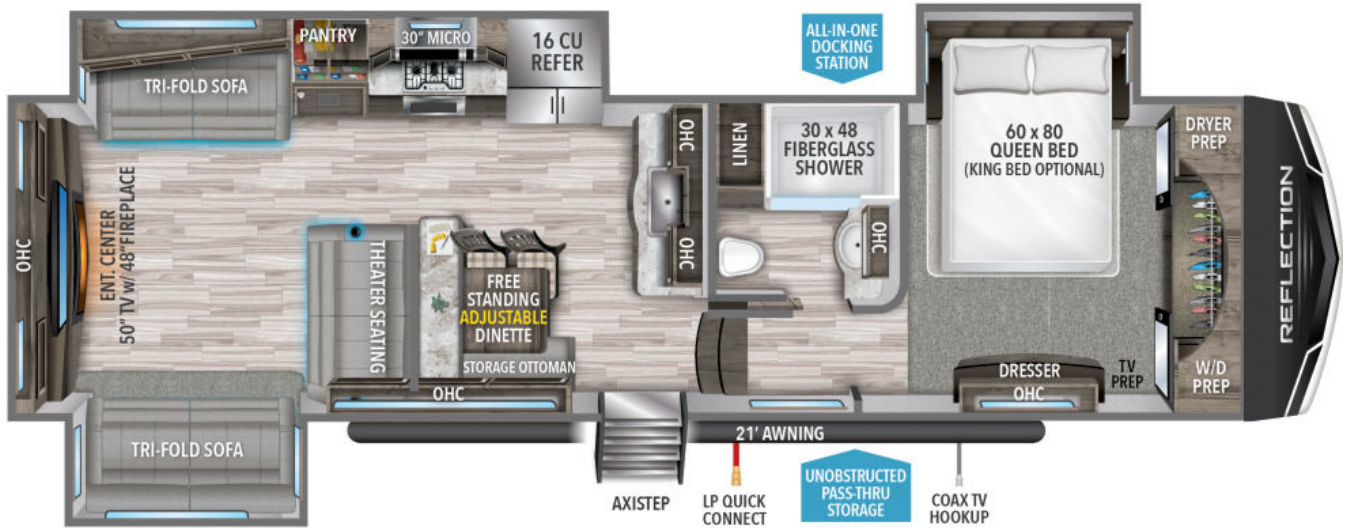 OHC
ENT. CENTER
50" TV w/ 48"FIREPLACE
TRI-FOLD SOFA
PANTRY
30" MICRO
16 CU
REFER
TRI-FOLD SOFA
THEATER SEATING
FREE
STANDING
ADJUSTABLE
DINETTE
STORAGE OTTOMAN
OHC
OHC
OHC
LINEN
30 x 48
FIBERGLASS
SHOWER
OHC
ALL-IN-ONE
DOCKING
STATION
60 x 80
QUEEN BED
(KING BED OPTIONAL)
DRYER
PREP
DRESSER
OHC
TV
PREP
W/D
PREP
REFLECTION
21' AWNING
AXISTEP
LP QUICK
CONNECT
UNOBSTRUCTED
PASS-THRU
STORAGE
COAX TV
HOOKUP